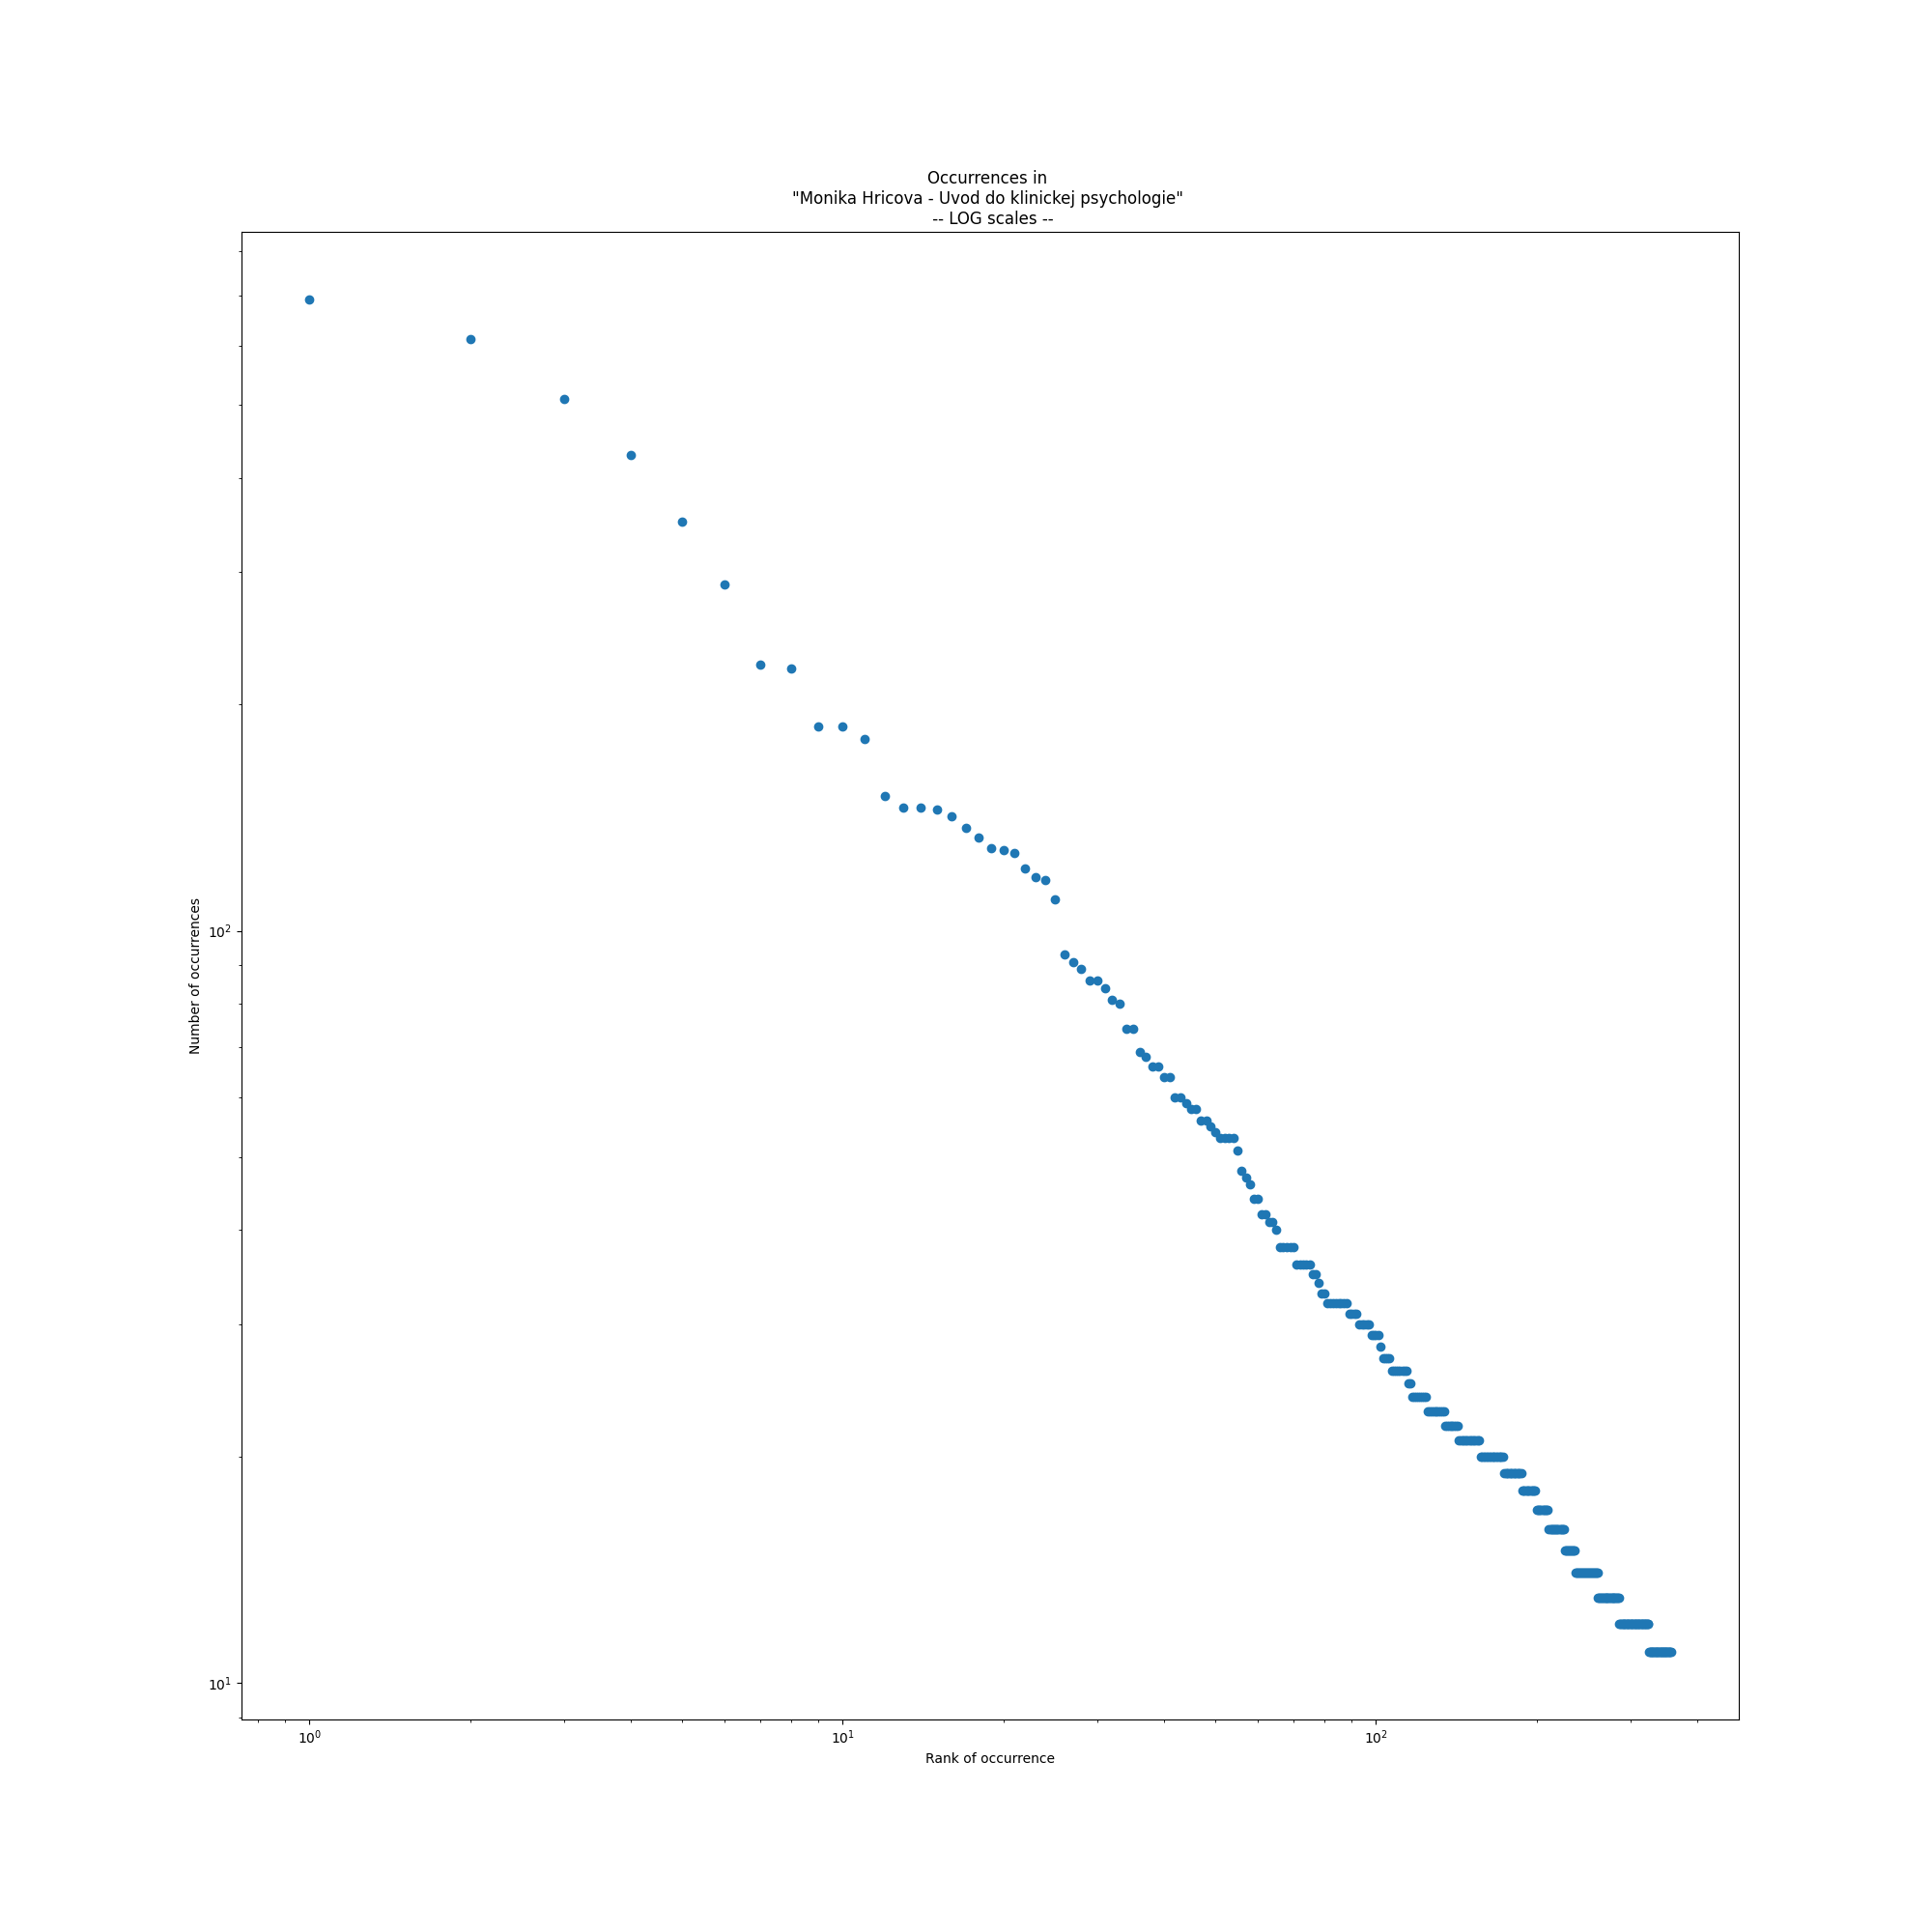 Occurrences in
"Monika Hricova - Uvod do klinickej psychologie"
-- LOG scales --
Number of occurrences
10²
10¹
10⁰ 10¹ 10²
Rank of occurrence